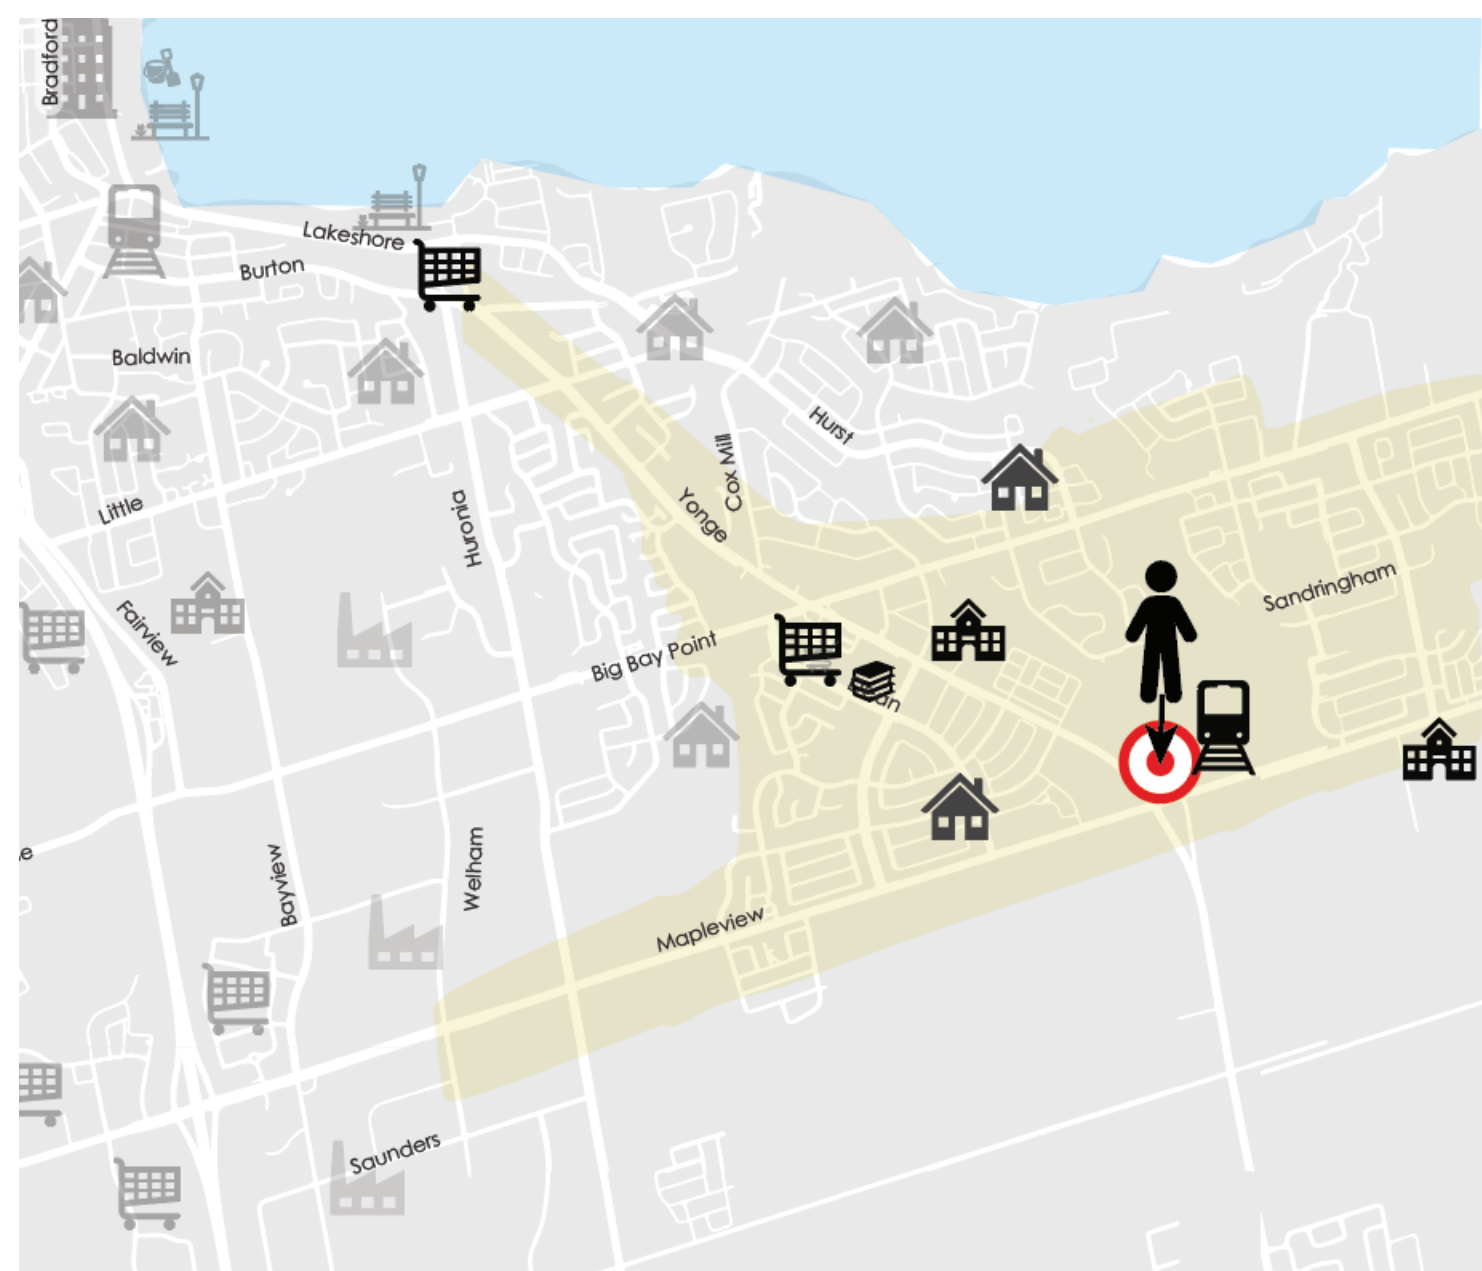 Bradford
Lakeshore
Burton
Baldwin
Hurst
Cox Mill
Little
Yonge
Huronia
Sandringham
Fairview
Big Bay Point
Mapleview
Welham
Bayview
Saunders